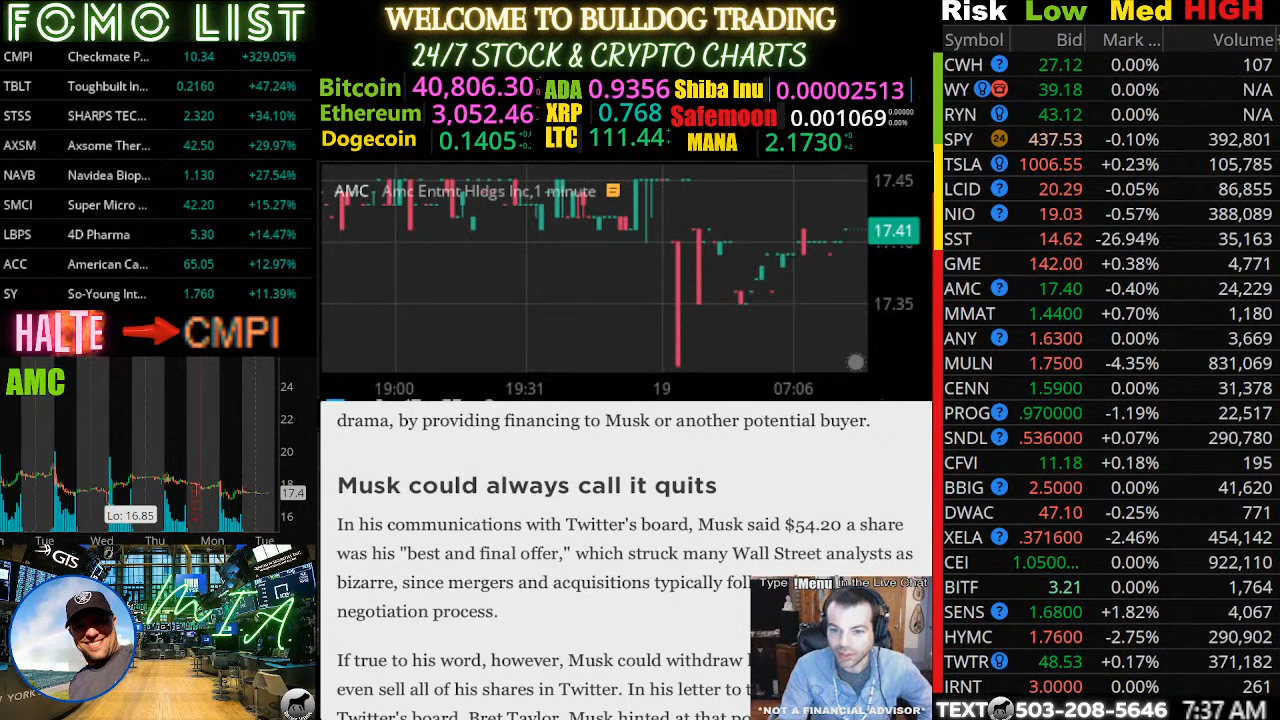 FOMO LIST
CMPI Checkmate P... 10.34 +329.05%
TBLT Toughbuilt In... 0.2160 +47.24%
STSS SHARPS TEC... 2.320 +34.10%
AXSM Axsome Ther... 42.50 +29.97%
NAVB Navidea Biop... 1.130 +27.54%
SMCI Super Micro ... 42.20 +15.27%
LBPS 4D Pharma 5.30 +14.47%
ACC American Ca... 65.05 +12.97%
SY So-Young Int... 1.760 +11.39%
HALTE CMPI
AMC
24
22
20
18
17.4
16
Lo: 16.85
Tue Wed Thu Mon Tue
GTS
M.I.A.
WELCOME TO BULLDOG TRADING
24/7 STOCK & CRYPTO CHARTS
Bitcoin 40,806.30 ADA 0.9356 Shiba Inu 0.00002513
Ethereum 3,052.46 XRP 0.768 Safemoon 0.001069 0.00000 0.00%
Dogecoin 0.1405 LTC 111.44 MANA 2.1730
AMC - Amc Entmt Hldgs Inc,1 minute
17.45
17.41
17.35
19:00 19:31 19 07:06
drama, by providing financing to Musk or another potential buyer.
Musk could always call it quits
In his communications with Twitter's board, Musk said $54.20 a share
was his "best and final offer," which struck many Wall Street analysts as
bizarre, since mergers and acquisitions typically
negotiation process.
If true to his word, however, Musk could withdraw
even sell all of his shares in Twitter. In his letter to
Twitter's board, Bret Taylor, Musk hinted at that
Type !Menu In the Live Chat
*NOT A FINANCIAL ADVISOR*
Risk Low Med HIGH
Symbol Bid Mark ... Volume
CWH 27.12 0.00% 107
WY 39.18 0.00% N/A
RYN 43.12 0.00% N/A
SPY 24 437.53 -0.10% 392,801
TSLA 1006.55 +0.23% 105,785
LCID 20.29 -0.05% 86,855
NIO 19.03 -0.57% 388,089
SST 14.62 -26.94% 35,163
GME 142.00 +0.38% 4,771
AMC 17.40 -0.40% 24,229
MMAT 1.4400 +0.70% 1,180
ANY 1.6300 0.00% 3,669
MULN 1.7500 -4.35% 831,069
CENN 1.5900 0.00% 31,378
PROG .970000 -1.19% 22,517
SNDL .536000 +0.07% 290,780
CFVI 11.18 +0.18% 195
BBIG 2.5000 0.00% 41,620
DWAC 47.10 -0.25% 771
XELA .371600 -2.46% 454,142
CEI 1.0500... 0.00% 922,110
BITF 3.21 0.00% 1,764
SENS 1.6800 +1.82% 4,067
HYMC 1.7600 -2.75% 290,902
TWTR 48.53 +0.17% 371,182
IRNT 3.0000 0.00% 261
TEXT 503-208-5646 7:37 AM